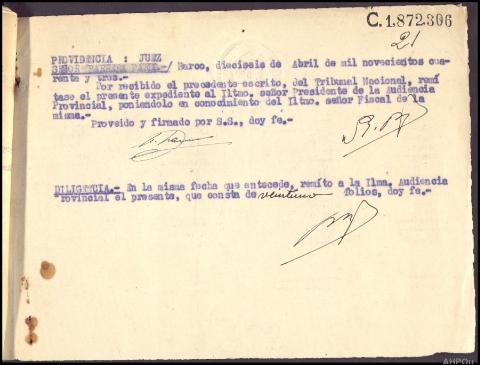 C.1.872.306
21
PROVIDENCIA : JUEZ
SEÑOR / Barco, dieciseis de Abril de mil novecientos cua-
rente y tres.-
Por recibido el precedente escrito, del Tribunal Nacional, remí
tase el presente expediente al Iltmo. señor Presidente de la Audiencia
Provincial, poniendolo en conocimiento del Iltmo. señor Fiscal de la
misma.-
Proveido y firmado por S.S., doy fe.-
DILIGENCIA.- En la misma fecha que antecede, remito a la Ilma. Audiencia
Provincial el presente, que consta de veintiuno folios, doy fe.-
AHPOu